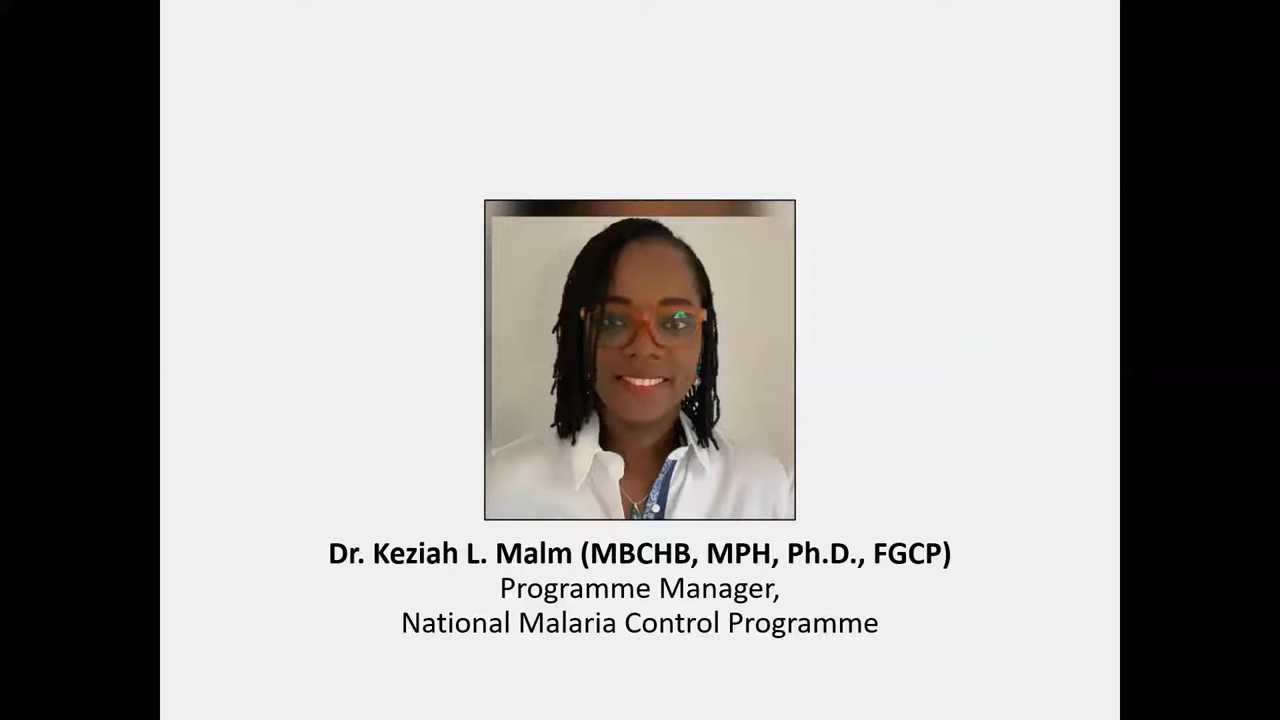 Dr. Keziah L. Malm (MBCHB, MPH, Ph.D., FGCP)
Programme Manager,
National Malaria Control Programme